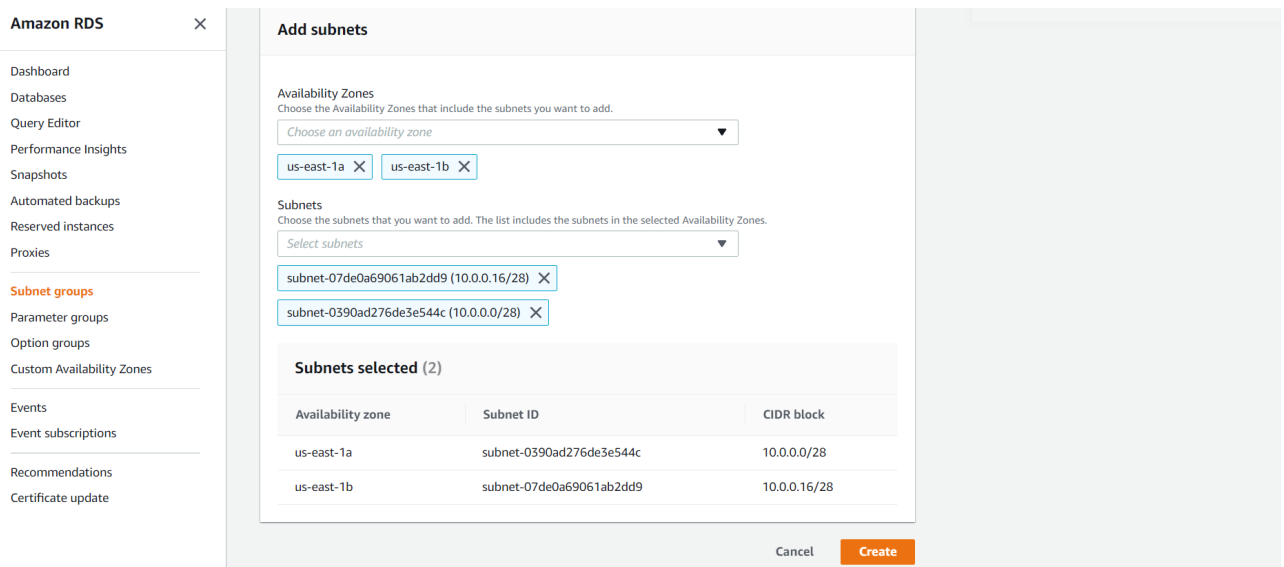 Amazon RDS
Dashboard
Databases
Query Editor
Performance Insights
Snapshots
Automated backups
Reserved instances
Proxies
Subnet groups
Parameter groups
Option groups
Custom Availability Zones
Events
Event subscriptions
Recommendations
Certificate update
Add subnets
Availability Zones
Choose the Availability Zones that include the subnets you want to add.
Choose an availability zone
us-east-1a us-east-1b
Subnets
Choose the subnets that you want to add. The list includes the subnets in the selected Availability Zones.
Select subnets
subnet-07de0a69061ab2dd9 (10.0.0.16/28)
subnet-0390ad276de3e544c (10.0.0.0/28)
Subnets selected (2)
Availability zone Subnet ID CIDR block
us-east-1a subnet-0390ad276de3e544c 10.0.0.0/28
us-east-1b subnet-07de0a69061ab2dd9 10.0.0.16/28
Cancel Create